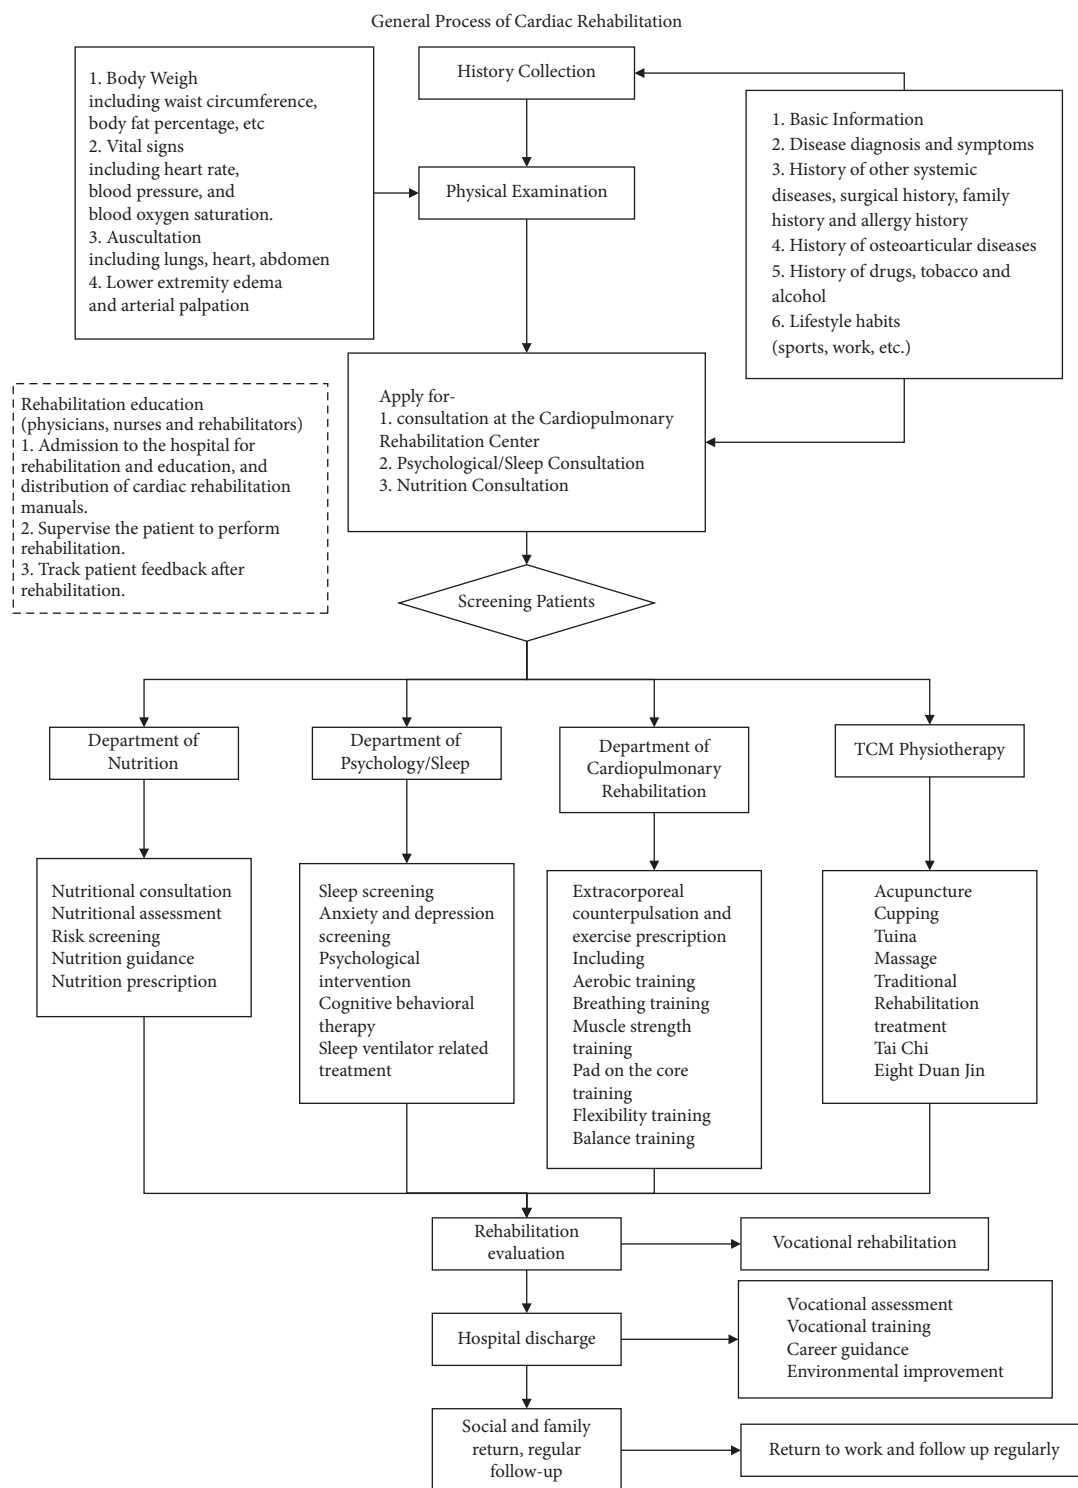 General Process of Cardiac Rehabilitation
History Collection
1. Body Weigh
including waist circumference,
body fat percentage, etc
2. Vital signs
including heart rate,
blood pressure, and
blood oxygen saturation.
3. Auscultation
including lungs, heart, abdomen
4. Lower extremity edema
and arterial palpation
Physical Examination
1. Basic Information
2. Disease diagnosis and symptoms
3. History of other systemic
diseases, surgical history, family
history and allergy history
4. History of osteoarticular diseases
5. History of drugs, tobacco and
alcohol
6. Lifestyle habits
(sports, work, etc.)
Rehabilitation education
(physicians, nurses and rehabilitators)
1. Admission to the hospital for
rehabilitation and education, and
distribution of cardiac rehabilitation
manuals.
2. Supervise the patient to perform
rehabilitation.
3. Track patient feedback after
rehabilitation.
Apply for-
1. consultation at the Cardiopulmonary
Rehabilitation Center
2. Psychological/Sleep Consultation
3. Nutrition Consultation
Screening Patients
Department of
Nutrition
Department of
Psychology/Sleep
Department of
Cardiopulmonary
Rehabilitation
TCM Physiotherapy
Nutritional consultation
Nutritional assessment
Risk screening
Nutrition guidance
Nutrition prescription
Sleep screening
Anxiety and depression
screening
Psychological
intervention
Cognitive behavioral
therapy
Sleep ventilator related
treatment
Extracorporeal
counterpulsation and
exercise prescription
Including
Aerobic training
Breathing training
Muscle strength
training
Pad on the core
training
Flexibility training
Balance training
Acupuncture
Cupping
Tuina
Massage
Traditional
Rehabilitation
treatment
Tai Chi
Eight Duan Jin
Rehabilitation
evaluation
Vocational rehabilitation
Hospital discharge
Vocational assessment
Vocational training
Career guidance
Environmental improvement
Social and family
return, regular
follow-up
Return to work and follow up regularly